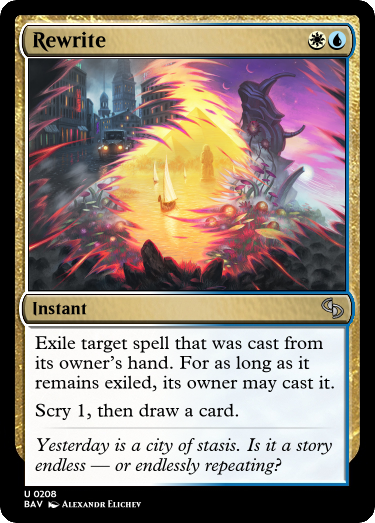 Rewrite
Instant
Exile target spell that was cast from
its owner's hand. For as long as it
remains exiled, its owner may cast it.
Scry 1, then draw a card.
Yesterday is a city of stasis. Is it a story
endless — or endlessly repeating?
U 0208
BAV Alexandr Elichev